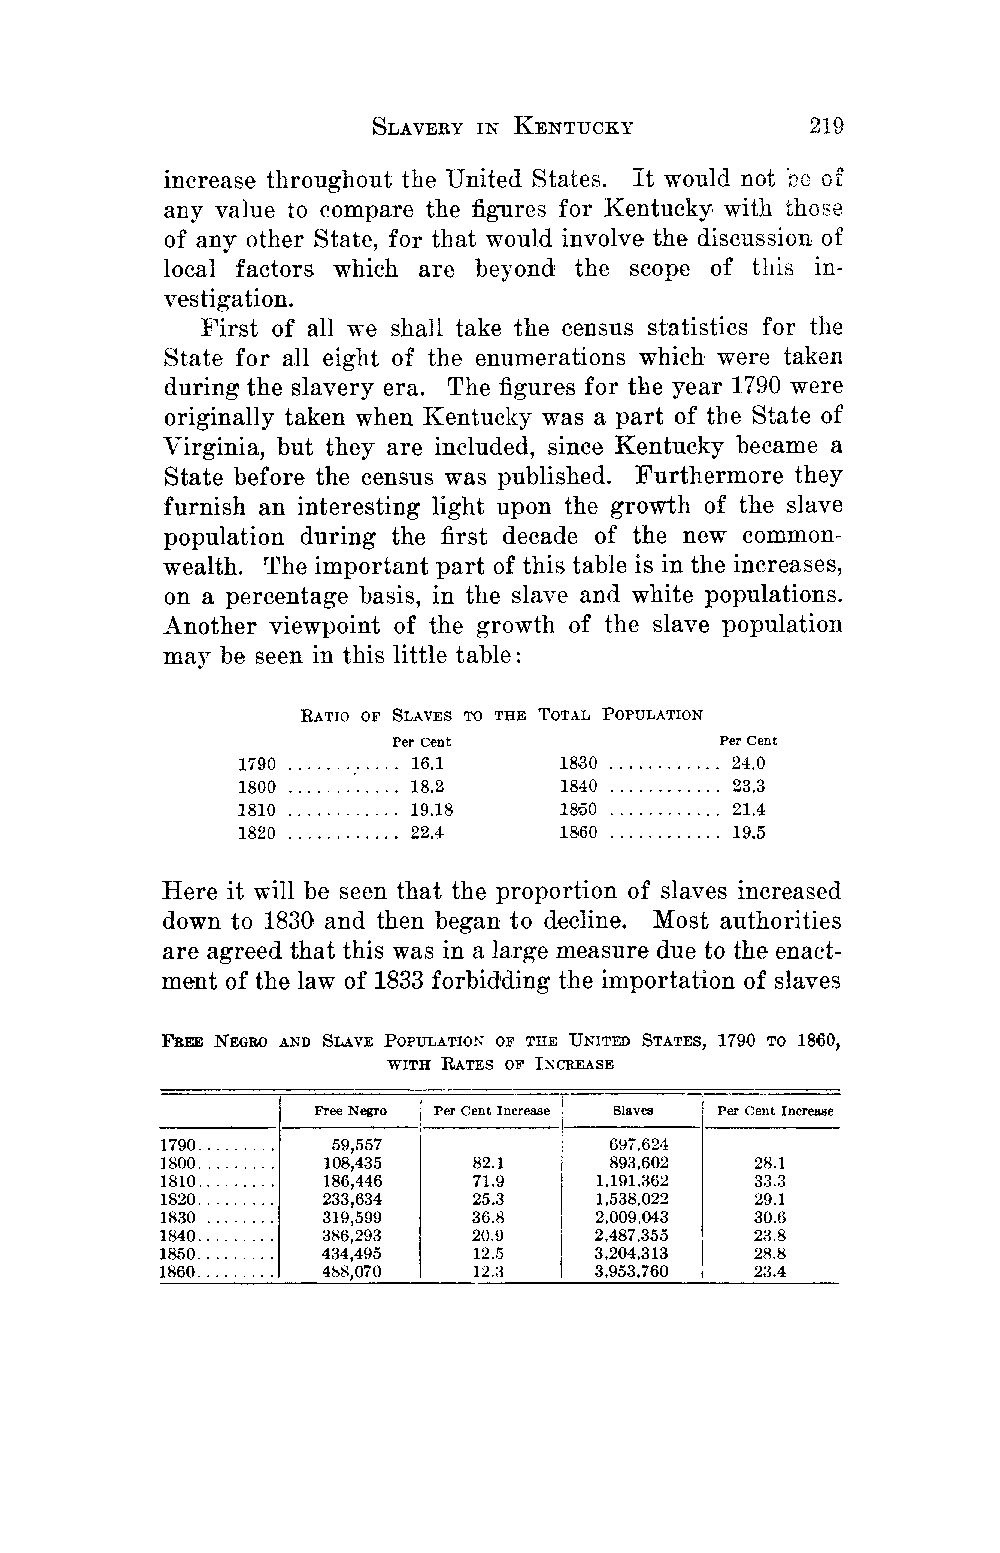 SLAVERY IN KENTUCKY 219
increase throughout the United States. It would not be of
any value to compare the figures for Kentucky with those
of any other State, for that would involve the discussion of
local factors which are beyond the scope of this in-
vestigation.
First of all we shall take the census statistics for the
State for all eight of the enumerations which were taken
during the slavery era. The figures for the year 1790 were
originally taken when Kentucky was a part of the State of
Virginia, but they are included, since Kentucky became a
State before the census was published. Furthermore they
furnish an interesting light upon the growth of the slave
population during the first decade of the new common-
wealth. The important part of this table is in the increases,
on a percentage basis, in the slave and white populations.
Another viewpoint of the growth of the slave population
may be seen in this little table:
RATIO OF SLAVES TO THE TOTAL POPULATION
Per Cent Per Cent
1790 ............ 16.1 1830 ............ 24.0
1800 ............ 18.2 1840 ............ 23.3
1810 ............ 19.18 1850 ............ 21.4
1820 ............ 22.4 1860 ............ 19.5
Here it will be seen that the proportion of slaves increased
down to 1830 and then began to decline. Most authorities
are agreed that this was in a large measure due to the enact-
ment of the law of 1833 forbidding the importation of slaves
FREE NEGRO AND SLAVE POPULATION OF THE UNITED STATES, 1790 TO 1860,
WITH RATES OF INCREASE
Free Negro Per Cent Increase Slaves Per Cent Increase
1790......... 59,557 697,624
1800......... 108,435 82.1 893,602 28.1
1810......... 186,446 71.9 1,191,362 33.3
1820......... 233,634 25.3 1,538,022 29.1
1830 ........ 319,599 36.8 2,009,043 30.6
1840......... 386,293 20.9 2,487,355 23.8
1850......... 434,495 12.5 3,204,313 28.8
1860......... 488,070 12.3 3,953,760 23.4